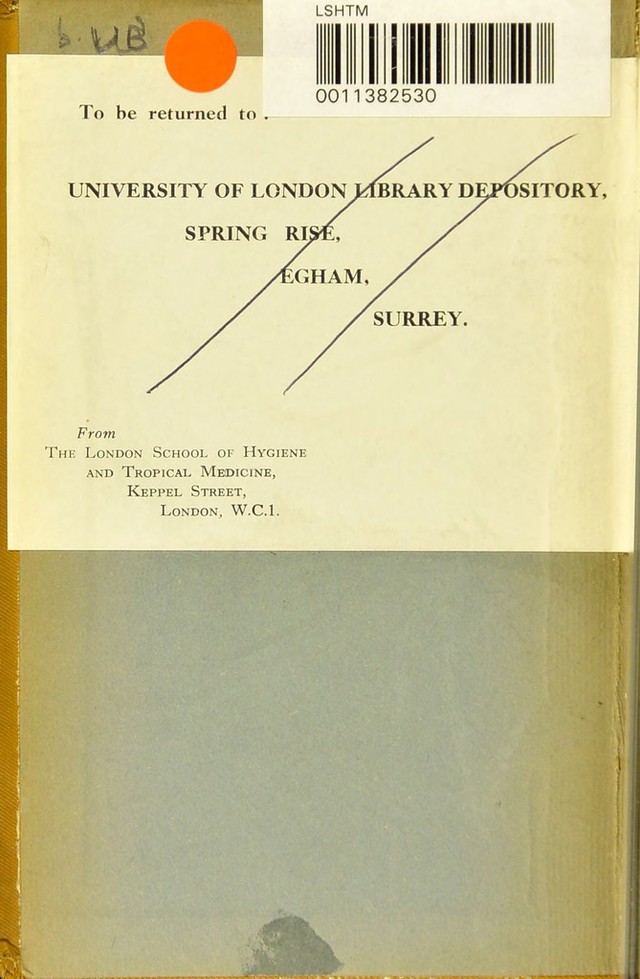 LSHTM
0011382530
To be returned to .
UNIVERSITY OF LONDON LIBRARY DEPOSITORY,
SPRING RISE,
EGHAM,
SURREY.
From
THE LONDON SCHOOL OF HYGIENE
AND TROPICAL MEDICINE,
KEPPEL STREET,
LONDON, W.C.1.